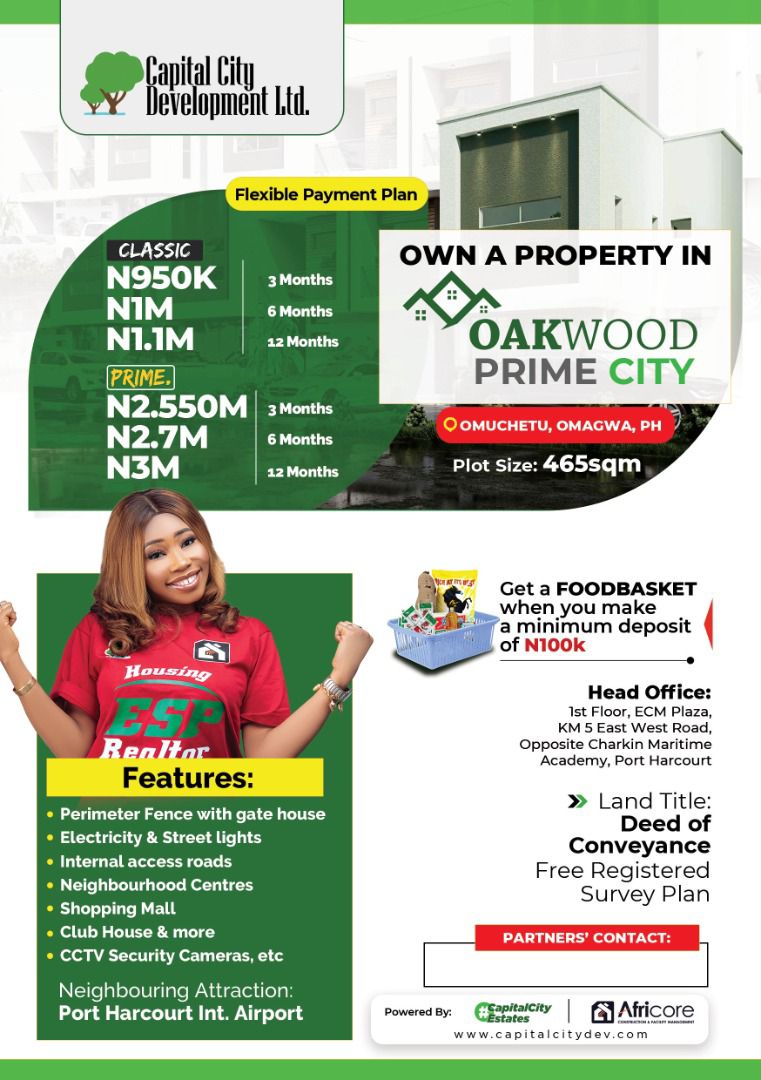 Capital City
Development Ltd.
Flexible Payment Plan
CLASSIC
N950K 3 Months
N1M 6 Months
N1.1M 12 Months
PRIME.
N2.550M 3 Months
N2.7M 6 Months
N3M 12 Months
OWN A PROPERTY IN
OAKWOOD
PRIME CITY
OMUCHETU, OMAGWA, PH
Plot Size: 465sqm
Housing
ESP
Realtor
Features:
• Perimeter Fence with gate house
• Electricity & Street lights
• Internal access roads
• Neighbourhood Centres
• Shopping Mall
• Club House & more
• CCTV Security Cameras, etc
Neighbouring Attraction:
Port Harcourt Int. Airport
Get a FOODBASKET
when you make
a minimum deposit
of N100k
Head Office:
1st Floor, ECM Plaza,
KM 5 East West Road,
Opposite Charkin Maritime
Academy, Port Harcourt
Land Title:
Deed of
Conveyance
Free Registered
Survey Plan
PARTNERS' CONTACT:
Powered By:
#CapitalCity
Estates
Africore
CONSTRUCTION & FACILITY MANAGEMENT
www.capitalcitydev.com